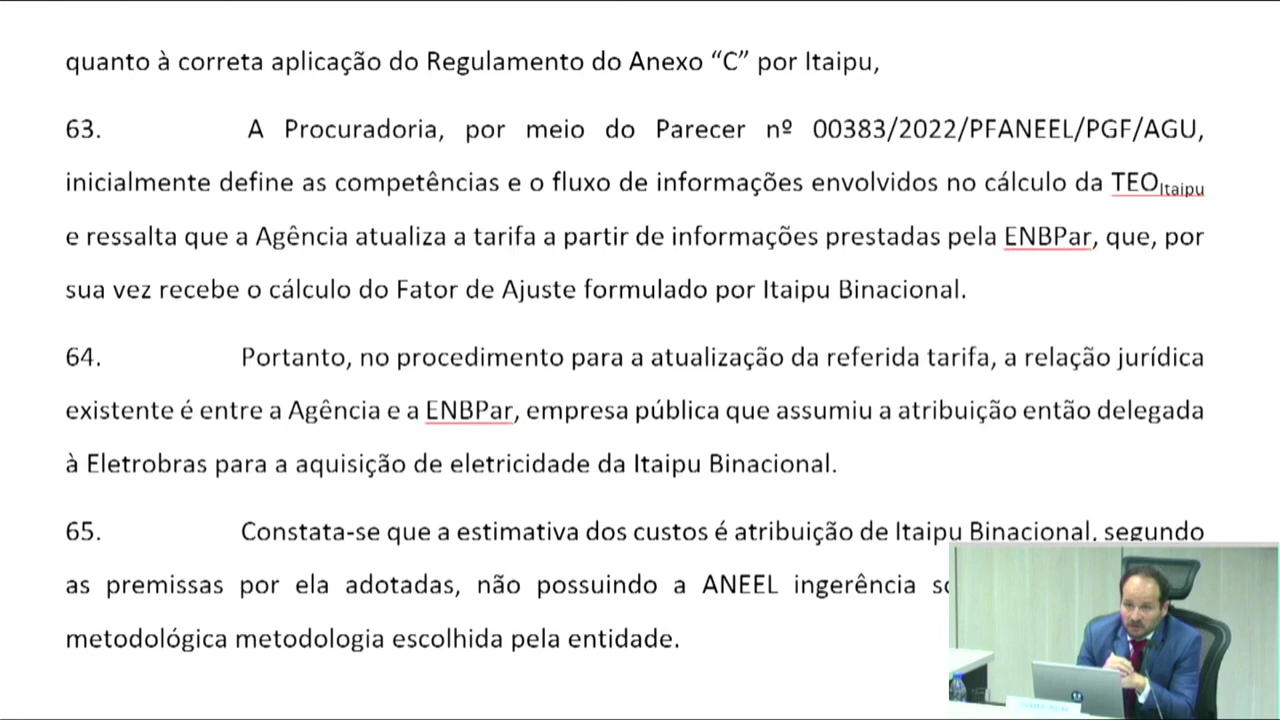 quanto à correta aplicação do Regulamento do Anexo “C” por Itaipu,
63. A Procuradoria, por meio do Parecer nº 00383/2022/PFANEEL/PGF/AGU,
inicialmente define as competências e o fluxo de informações envolvidos no cálculo da TEOItaipu
e ressalta que a Agência atualiza a tarifa a partir de informações prestadas pela ENBPar, que, por
sua vez recebe o cálculo do Fator de Ajuste formulado por Itaipu Binacional.
64. Portanto, no procedimento para a atualização da referida tarifa, a relação jurídica
existente é entre a Agência e a ENBPar, empresa pública que assumiu a atribuição então delegada
à Eletrobras para a aquisição de eletricidade da Itaipu Binacional.
65. Constata-se que a estimativa dos custos é atribuição de Itaipu Binacional, segundo
as premissas por ela adotadas, não possuindo a ANEEL ingerência
metodológica metodologia escolhida pela entidade.